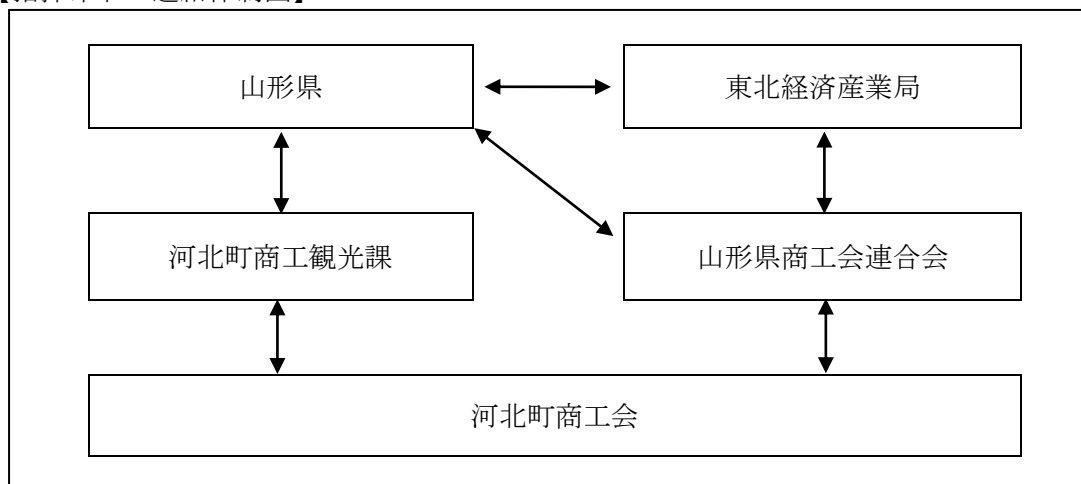 山形県
東北経済産業局
河北町商工観光課
山形県商工会連合会
河北町商工会